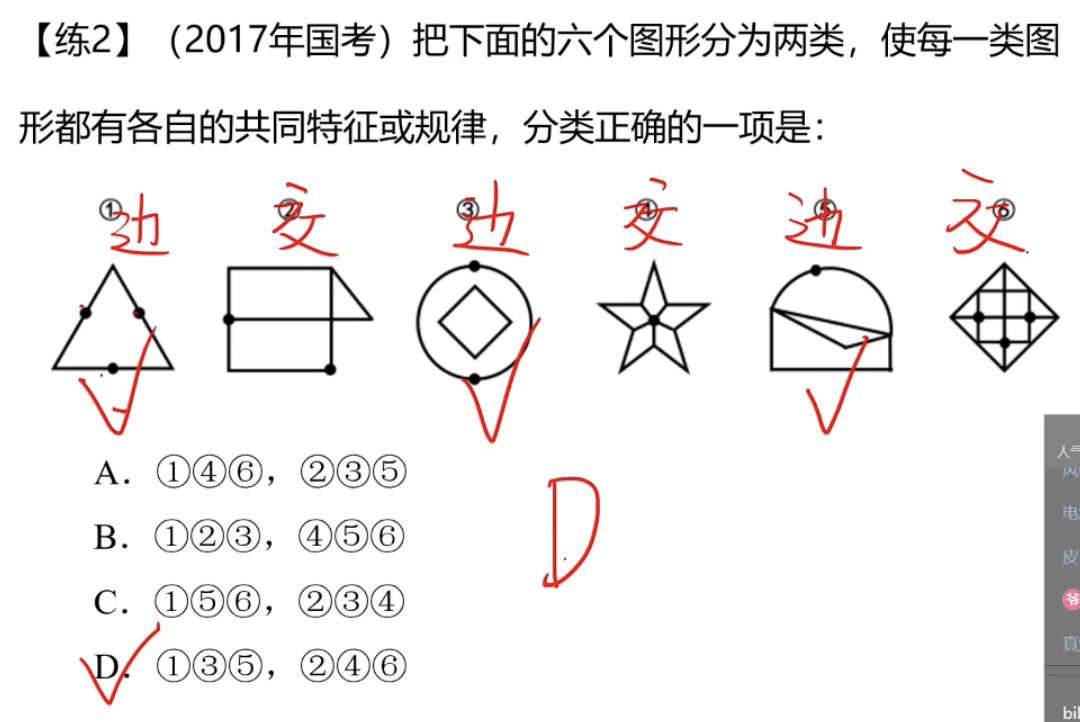 【练2】（2017年国考）把下面的六个图形分为两类，使每一类图
形都有各自的共同特征或规律，分类正确的一项是：
① ② ③ ④ ⑤ ⑥
边 交 边 交 边 交
A．①④⑥，②③⑤
B．①②③，④⑤⑥
C．①⑤⑥，②③④
D．①③⑤，②④⑥
D
人气
电
皮
爷
真
bil